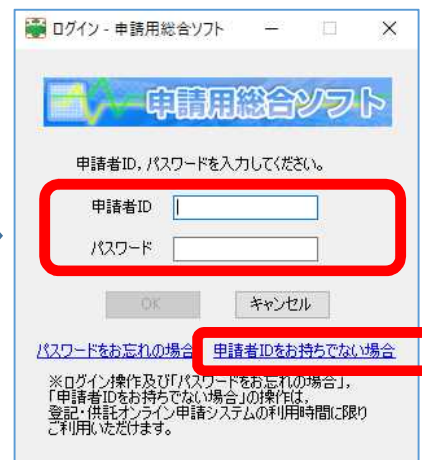 ログイン - 申請用総合ソフト
申請用総合ソフト
申請者ID, パスワードを入力してください。
申請者ID
パスワード
OK
キャンセル
パスワードをお忘れの場合
申請者IDをお持ちでない場合
※ログイン操作及び「パスワードをお忘れの場合」,
「申請者IDをお持ちでない場合」の操作は,
登記・供託オンライン申請システムの利用時間に限り
ご利用いただけます。